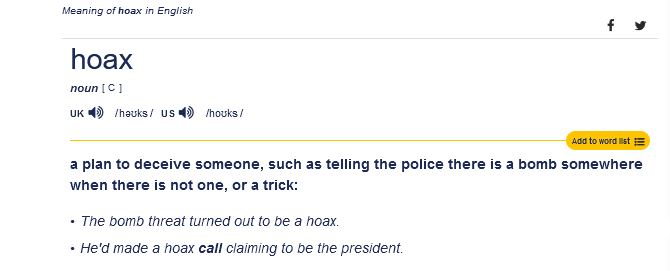 Meaning of hoax in English
hoax
noun [ C ]
UK /həʊks/ US /hoʊks/
Add to word list
a plan to deceive someone, such as telling the police there is a bomb somewhere
when there is not one, or a trick:
• The bomb threat turned out to be a hoax.
• He'd made a hoax call claiming to be the president.